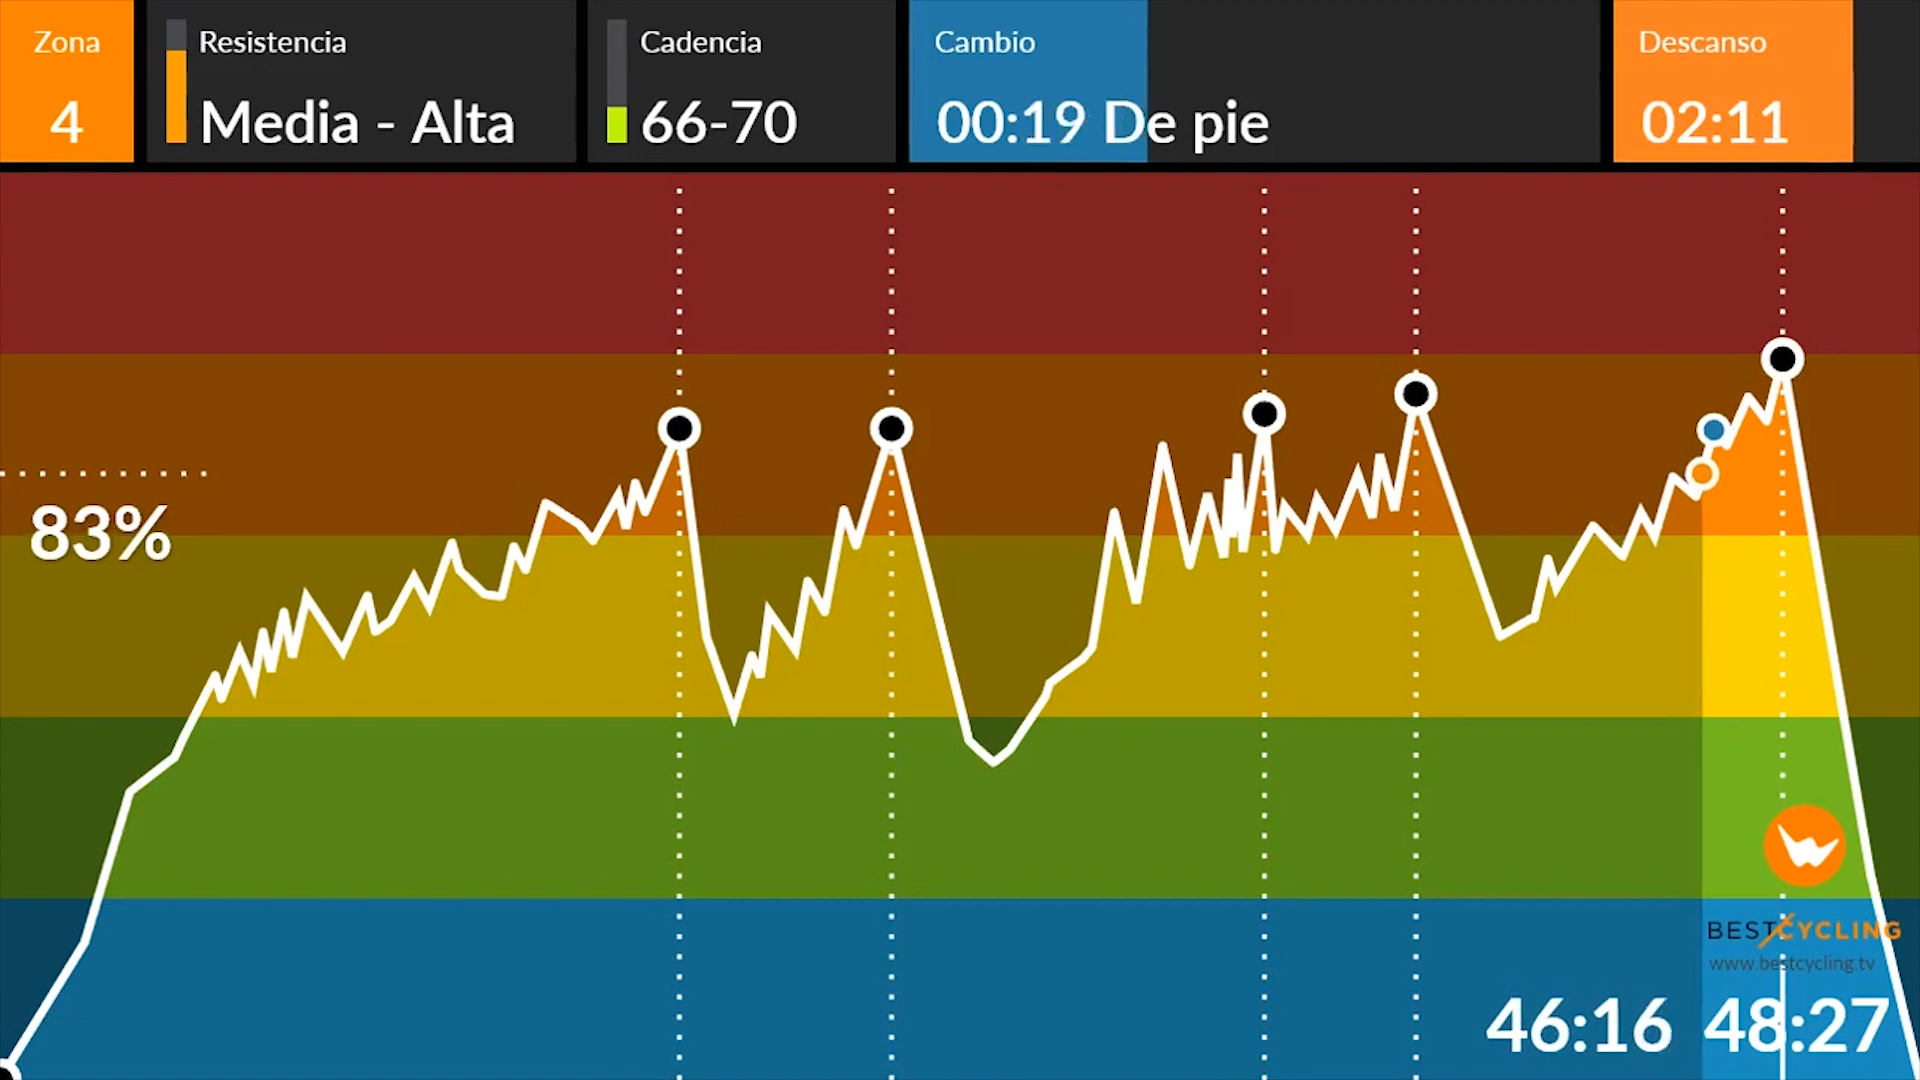 Zona
4
Resistencia
Media - Alta
Cadencia
66-70
Cambio
00:19 De pie
Descanso
02:11
83%
BESTCYCLING
www.bestcycling.tv
46:16 48:27